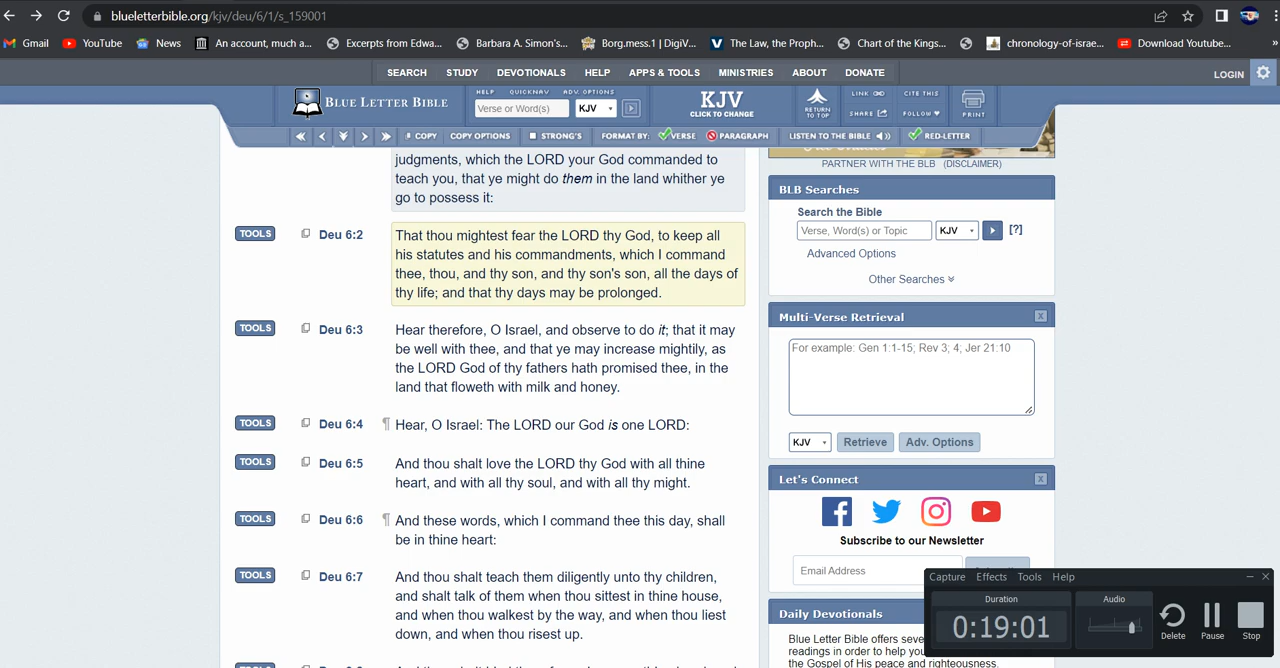 blueletterbible.org/kjv/deu/6/1/s_159001
Gmail YouTube News An account, much a... Excerpts from Edwa... Barbara A. Simon's... Borg.mess.1 | DigiV... The Law, the Proph... Chart of the Kings... chronology-of-israe... Download Youtube... »
SEARCH STUDY DEVOTIONALS HELP APPS & TOOLS MINISTRIES ABOUT DONATE LOGIN
BLUE LETTER BIBLE
HELP QUICKNAV ADV. OPTIONS
Verse or Word(s) KJV
KJV
CLICK TO CHANGE
RETURN
TO TOP
LINK CITE THIS
SHARE FOLLOW PRINT
COPY COPY OPTIONS STRONG'S FORMAT BY: VERSE PARAGRAPH LISTEN TO THE BIBLE RED-LETTER
judgments, which the LORD your God commanded to
teach you, that ye might do them in the land whither ye
go to possess it:
TOOLS Deu 6:2 That thou mightest fear the LORD thy God, to keep all
his statutes and his commandments, which I command
thee, thou, and thy son, and thy son's son, all the days of
thy life; and that thy days may be prolonged.
TOOLS Deu 6:3 Hear therefore, O Israel, and observe to do it; that it may
be well with thee, and that ye may increase mightily, as
the LORD God of thy fathers hath promised thee, in the
land that floweth with milk and honey.
TOOLS Deu 6:4 ¶ Hear, O Israel: The LORD our God is one LORD:
TOOLS Deu 6:5 And thou shalt love the LORD thy God with all thine
heart, and with all thy soul, and with all thy might.
TOOLS Deu 6:6 ¶ And these words, which I command thee this day, shall
be in thine heart:
TOOLS Deu 6:7 And thou shalt teach them diligently unto thy children,
and shalt talk of them when thou sittest in thine house,
and when thou walkest by the way, and when thou liest
down, and when thou risest up.
PARTNER WITH THE BLB (DISCLAIMER)
BLB Searches
Search the Bible
Verse, Word(s) or Topic KJV [?]
Advanced Options
Other Searches
Multi-Verse Retrieval X
For example: Gen 1:1-15; Rev 3; 4; Jer 21:10
KJV Retrieve Adv. Options
Let's Connect X
Subscribe to our Newsletter
Email Address
Daily Devotionals
Blue Letter Bible offers seve
readings in order to help you
the Gospel of His peace and righteousness.
Capture Effects Tools Help
Duration Audio
0:19:01
Delete Pause Stop